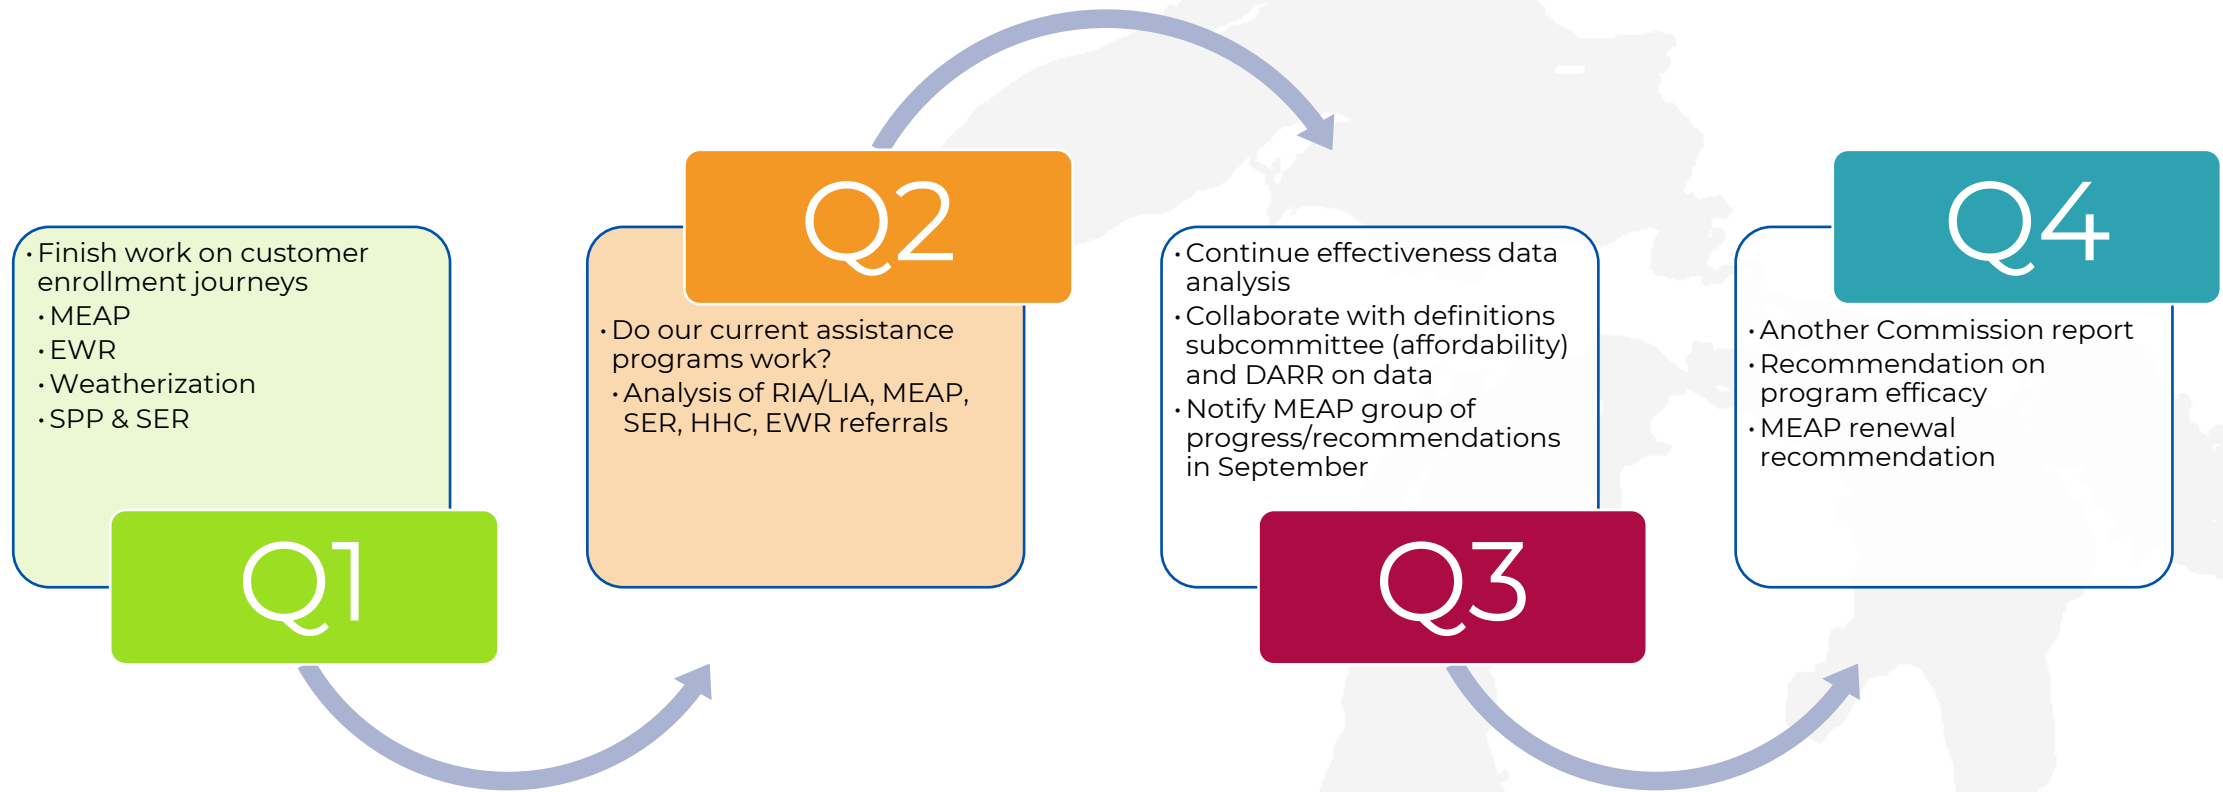 · Finish work on customer
enrollment journeys
· MEAP
· EWR
· Weatherization
· SPP & SER
Q1
Q2
· Do our current assistance
programs work?
· Analysis of RIA/LIA, MEAP,
SER, HHC, EWR referrals
· Continue effectiveness data
analysis
· Collaborate with definitions
subcommittee (affordability)
and DARR on data
· Notify MEAP group of
progress/recommendations
in September
Q3
Q4
· Another Commission report
· Recommendation on
program efficacy
· MEAP renewal
recommendation